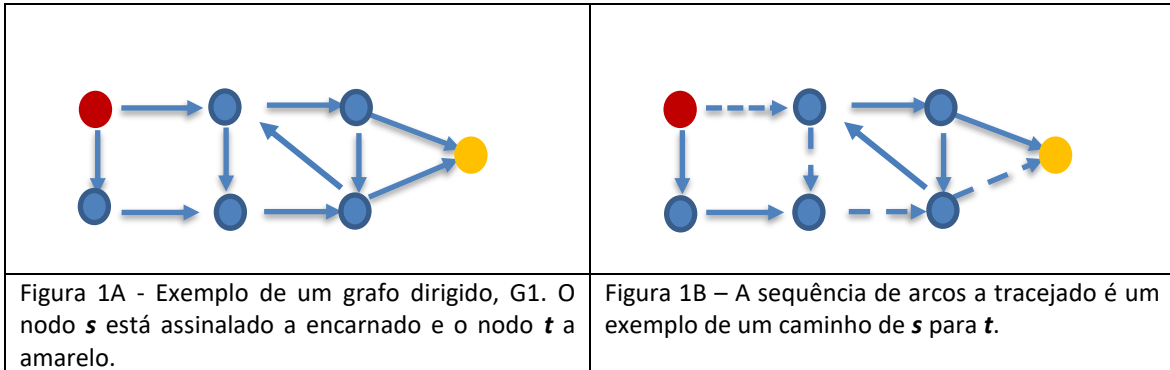 Figura 1A - Exemplo de um grafo dirigido, G1. O
nodo s está assinalado a encarnado e o nodo t a
amarelo.
Figura 1B – A sequência de arcos a tracejado é um
exemplo de um caminho de s para t.